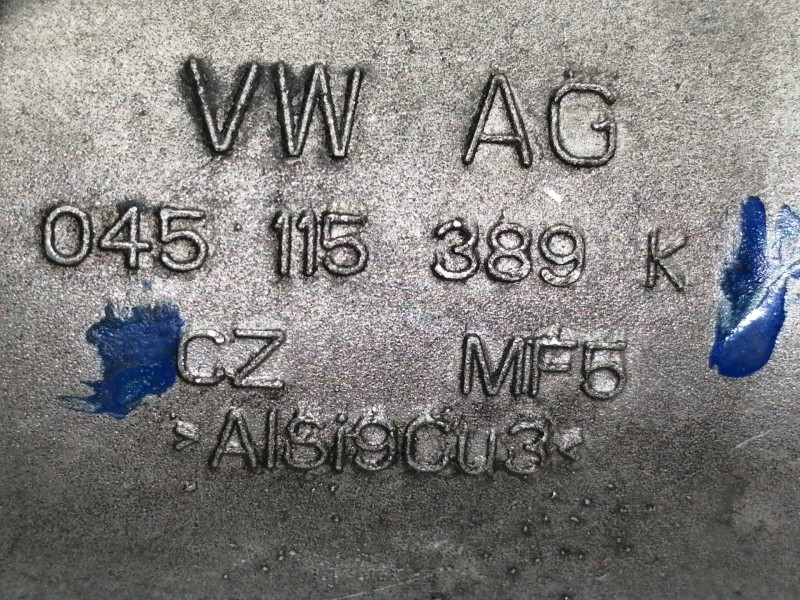 VW AG
045 115 389 K
CZ MF5
>AlSi9Cu3<